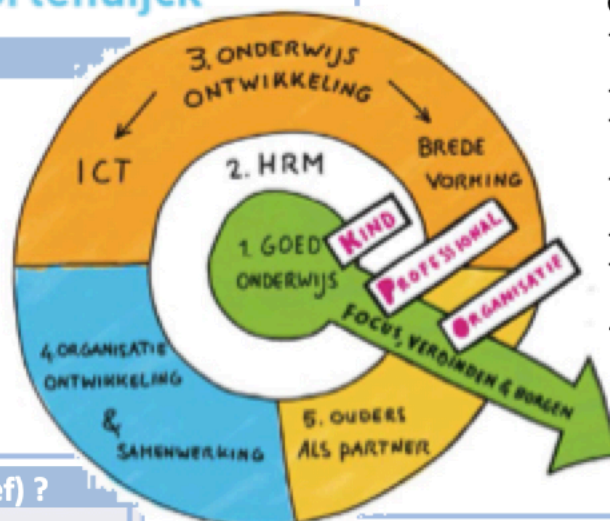 3. ONDERWIJS
ONTWIKKELING
ICT
BREDE
VORMING
2. HRM
1. GOED
ONDERWIJS
KIND
PROFESSIONAL
ORGANISATIE
FOCUS, VERBINDEN & BORGEN
4. ORGANISATIE
ONTWIKKELING
&
SAMENWERKING
5. OUDERS
ALS PARTNER
ef) ?